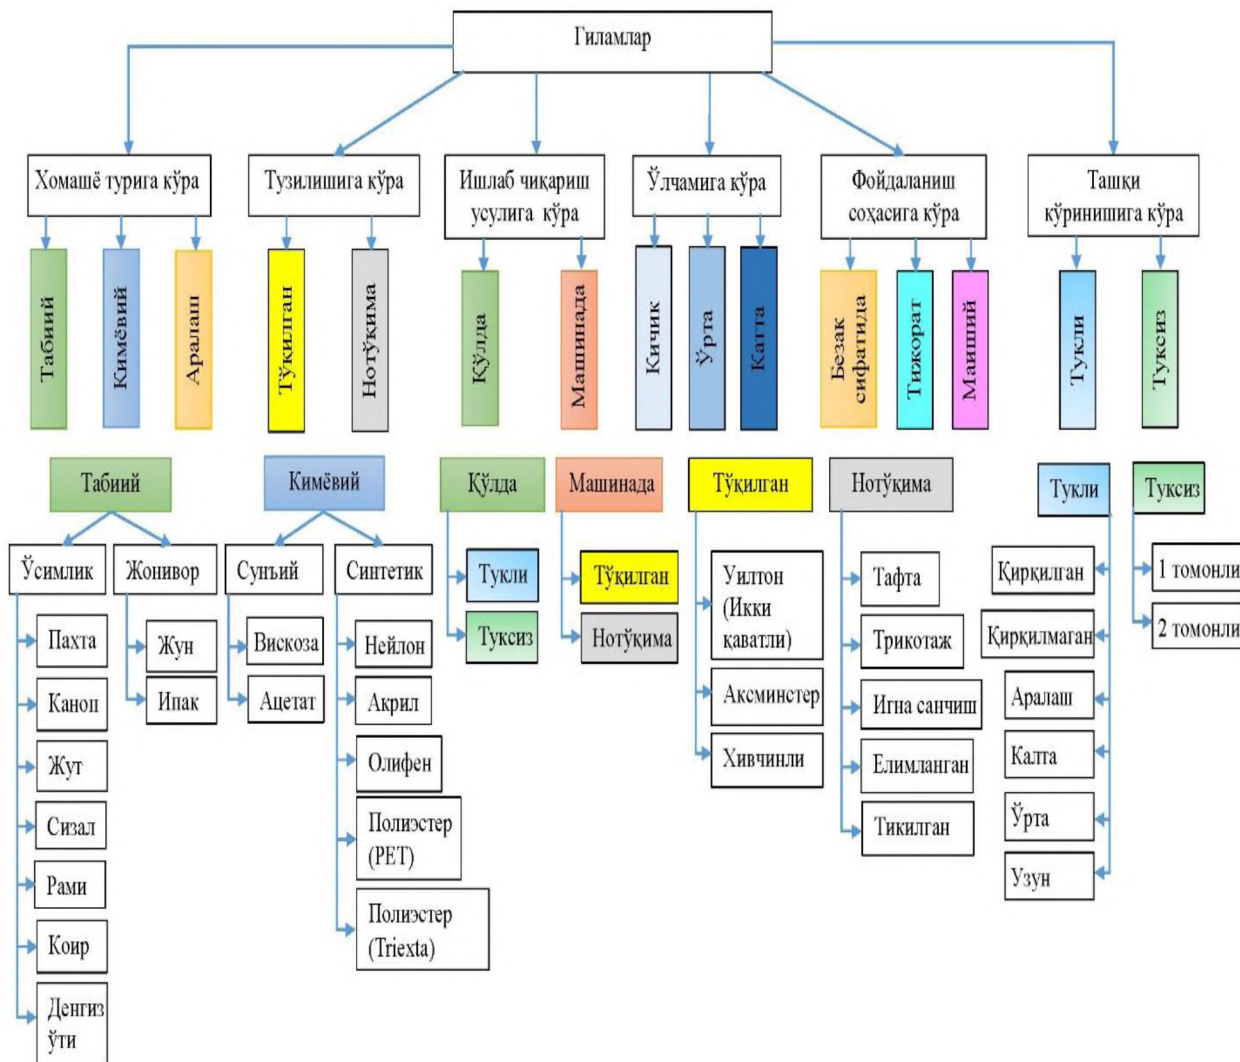 Гиламлар
Хомашё турига кўра
Тузилишига кўра
Ишлаб чиқариш
усулига кўра
Ўлчамига кўра
Фойдаланиш
соҳасига кўра
Ташқи
кўринишига кўра
Табиий
Кимёвий
Аралаш
Тўқилган
Нотўқима
Қўлда
Машинада
Кичик
Ўрта
Катта
Безак
сифатида
Тижорат
Маиший
Тукли
Туксиз
Табиий
Кимёвий
Қўлда
Машинада
Тўқилган
Нотўқима
Тукли
Туксиз
Ўсимлик
Жонивор
Сунъий
Синтетик
Пахта
Каноп
Жут
Сизал
Рами
Коир
Денгиз
ўти
Жун
Ипак
Вискоза
Ацетат
Нейлон
Акрил
Олифен
Полиэстер
(PET)
Полиэстер
(Triexta)
Тукли
Туксиз
Тўқилган
Нотўқима
Уилтон
(Икки
қаватли)
Аксминстер
Хивчинли
Тафта
Трикотаж
Игна санчиш
Елимланган
Тикилган
Қирқилган
Қирқилмаган
Аралаш
Калта
Ўрта
Узун
1 томонли
2 томонли